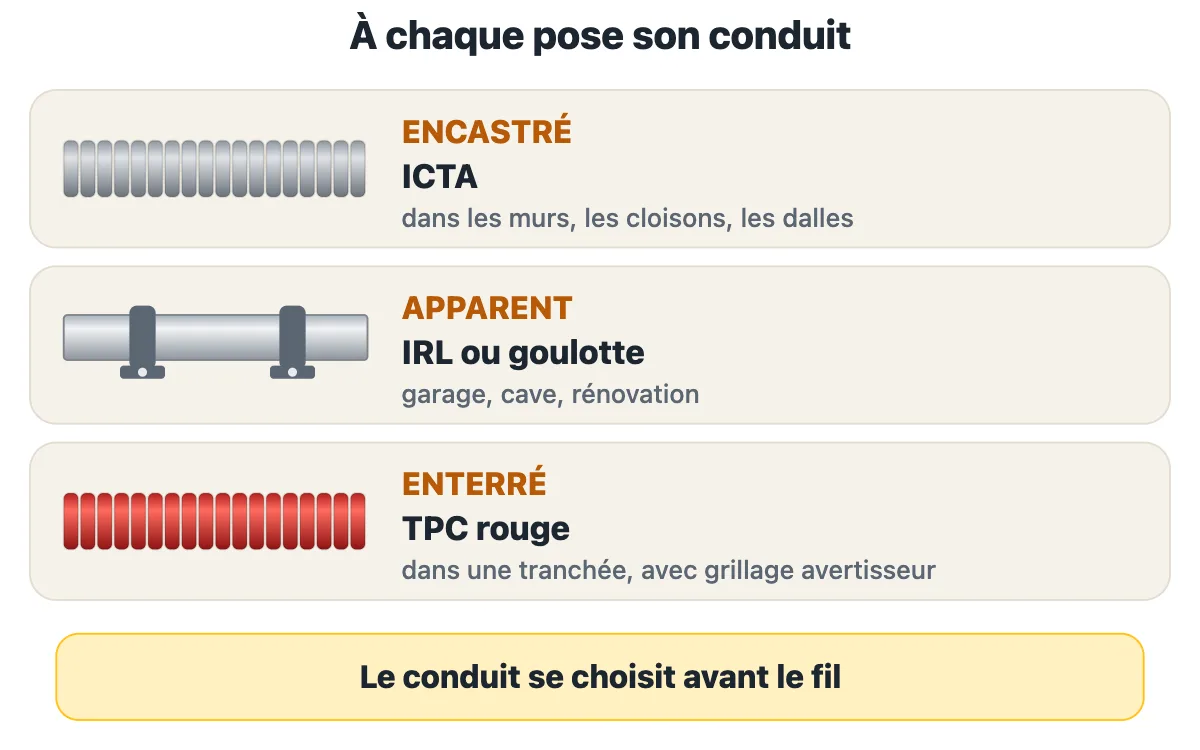 À chaque pose son conduit
ENCASTRÉ
ICTA
dans les murs, les cloisons, les dalles
APPARENT
IRL ou goulotte
garage, cave, rénovation
ENTERRÉ
TPC rouge
dans une tranchée, avec grillage avertisseur
Le conduit se choisit avant le fil